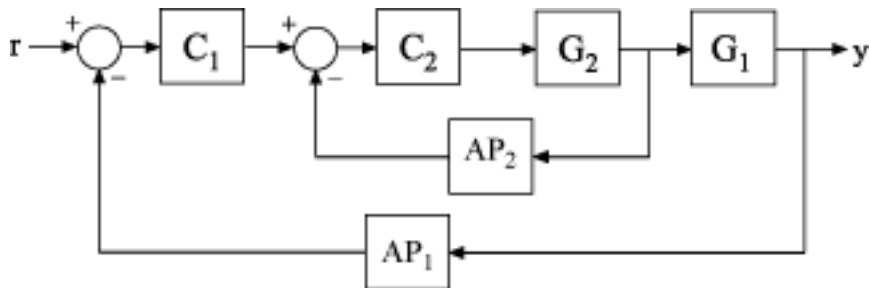 r + − C₁ + − C₂ G₂ G₁ y
AP₂
AP₁